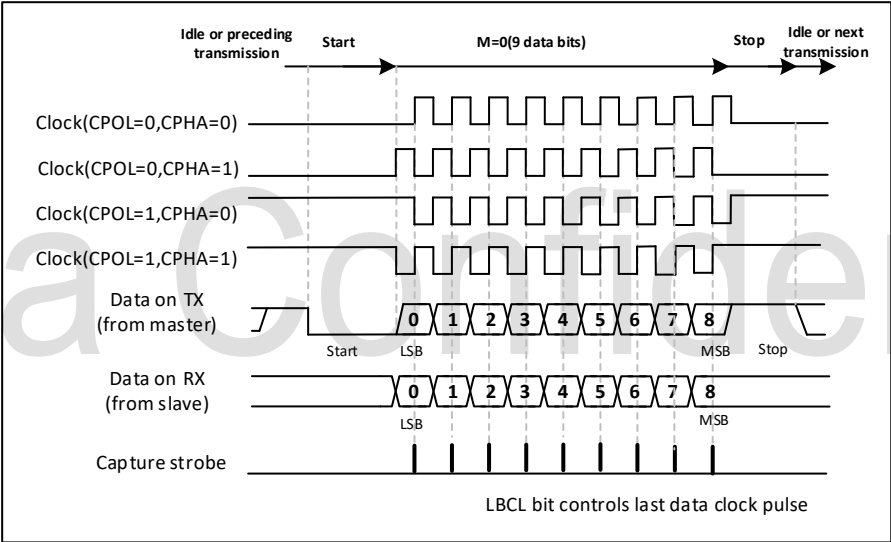 Idle or preceding transmission
Start
M=0(9 data bits)
Stop
Idle or next transmission
Clock(CPOL=0,CPHA=0)
Clock(CPOL=0,CPHA=1)
Clock(CPOL=1,CPHA=0)
Clock(CPOL=1,CPHA=1)
Data on TX
(from master)
0 1 2 3 4 5 6 7 8
Start
LSB
MSB
Stop
Data on RX
(from slave)
0 1 2 3 4 5 6 7 8
LSB
MSB
Capture strobe
LBCL bit controls last data clock pulse
a Confiden